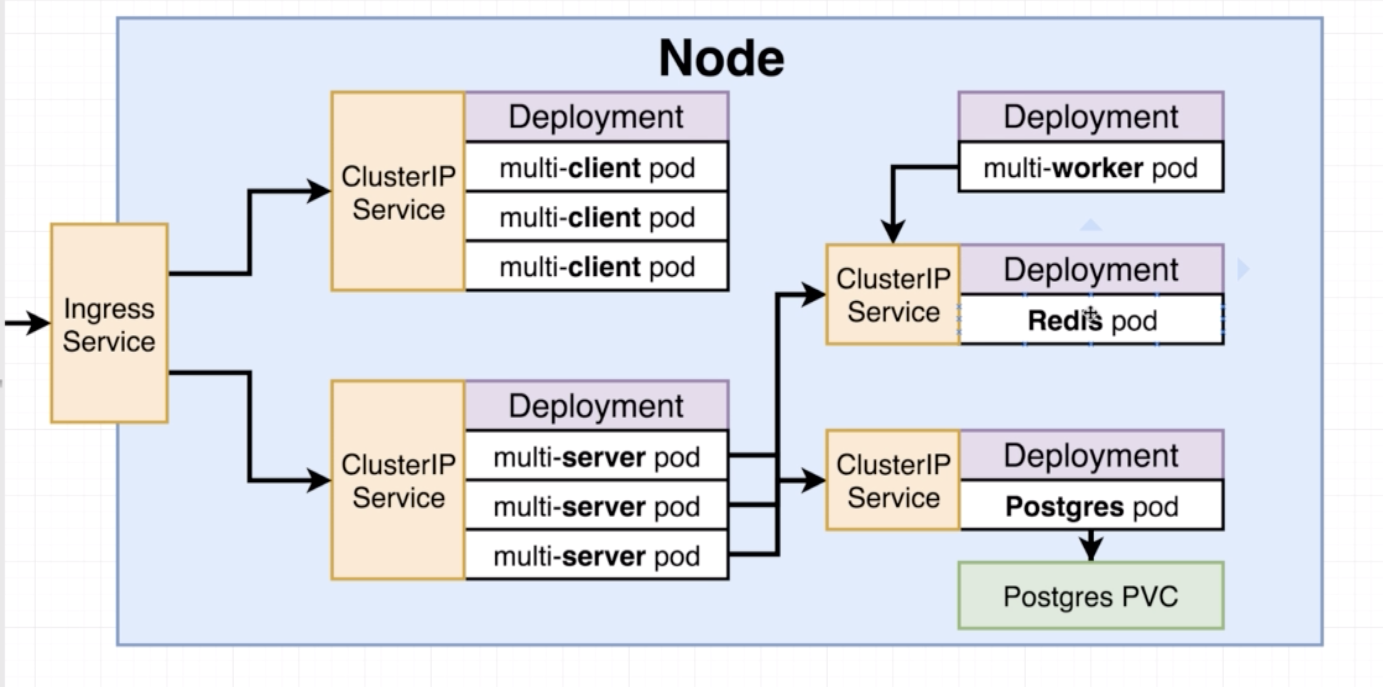 Node
Ingress
Service
ClusterIP
Service
Deployment
multi-client pod
multi-client pod
multi-client pod
ClusterIP
Service
Deployment
multi-server pod
multi-server pod
multi-server pod
Deployment
multi-worker pod
ClusterIP
Service
Deployment
Redis pod
ClusterIP
Service
Deployment
Postgres pod
Postgres PVC